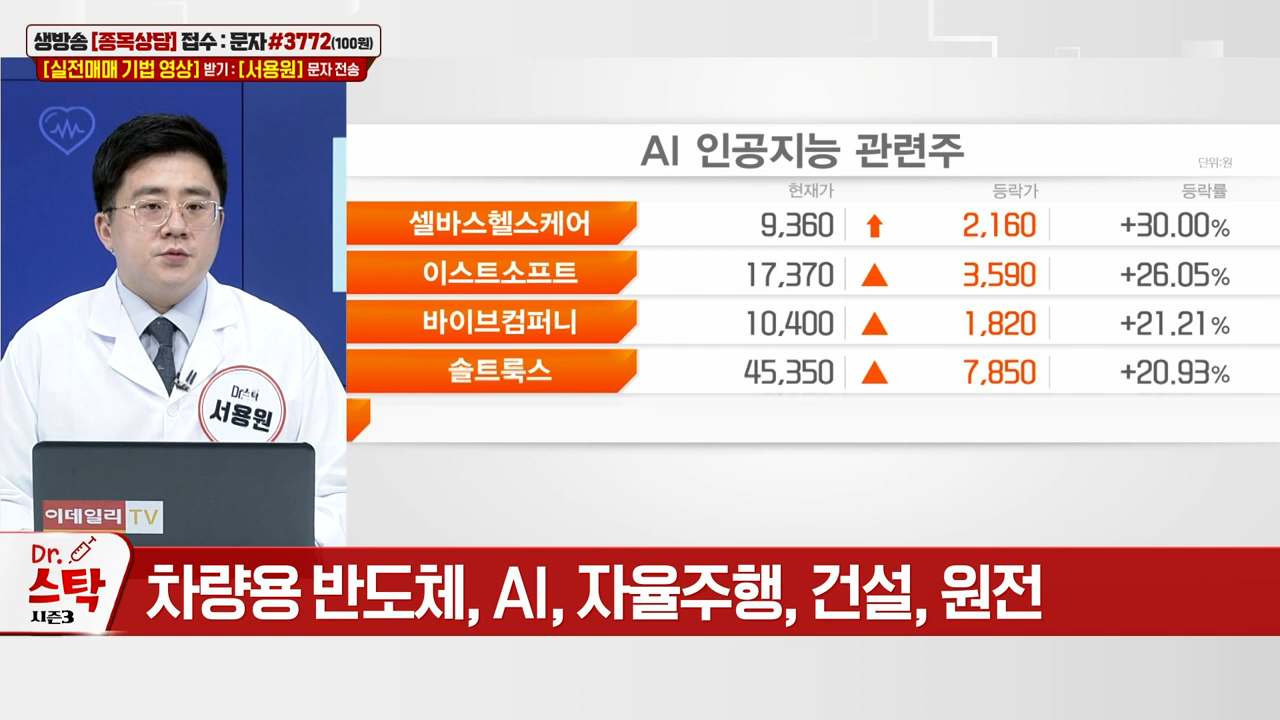 생방송 [종목상담] 접수 : 문자#3772(100원)
[실전매매 기법 영상] 받기 : [서용원] 문자 전송
AI 인공지능 관련주
단위:원
현재가 등락가 등락률
셀바스헬스케어 9,360 2,160 +30.00%
이스트소프트 17,370 3,590 +26.05%
바이브컴퍼니 10,400 1,820 +21.21%
솔트룩스 45,350 7,850 +20.93%
Dr.스탁
서용원
이데일리 TV
Dr.
스탁
시즌3
차량용 반도체, AI, 자율주행, 건설, 원전